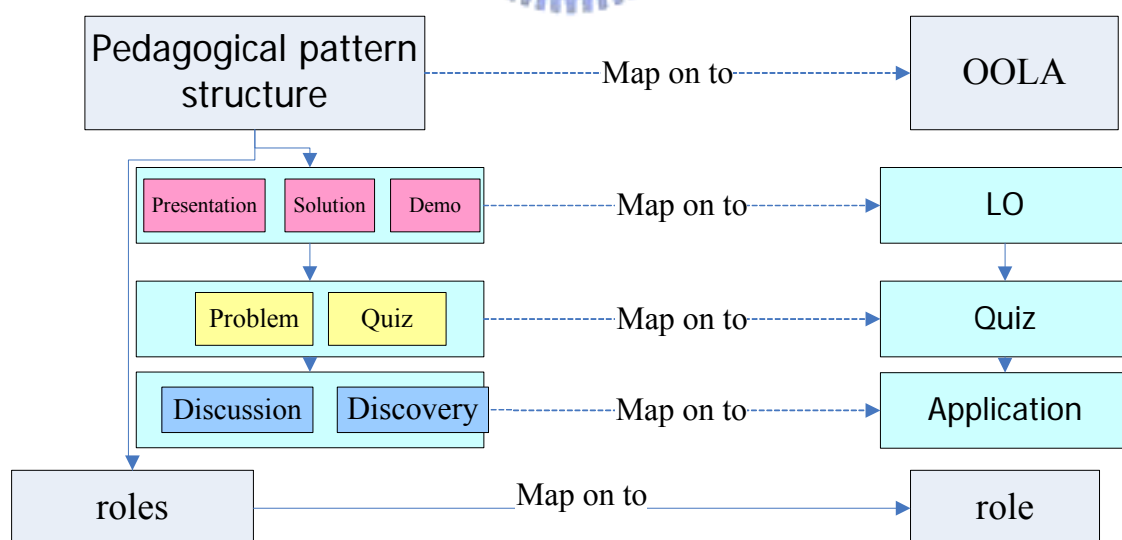 Pedagogical pattern
structure
Map on to
OOLA
Presentation
Solution
Demo
Map on to
LO
Problem
Quiz
Map on to
Quiz
Discussion
Discovery
Map on to
Application
roles
Map on to
role